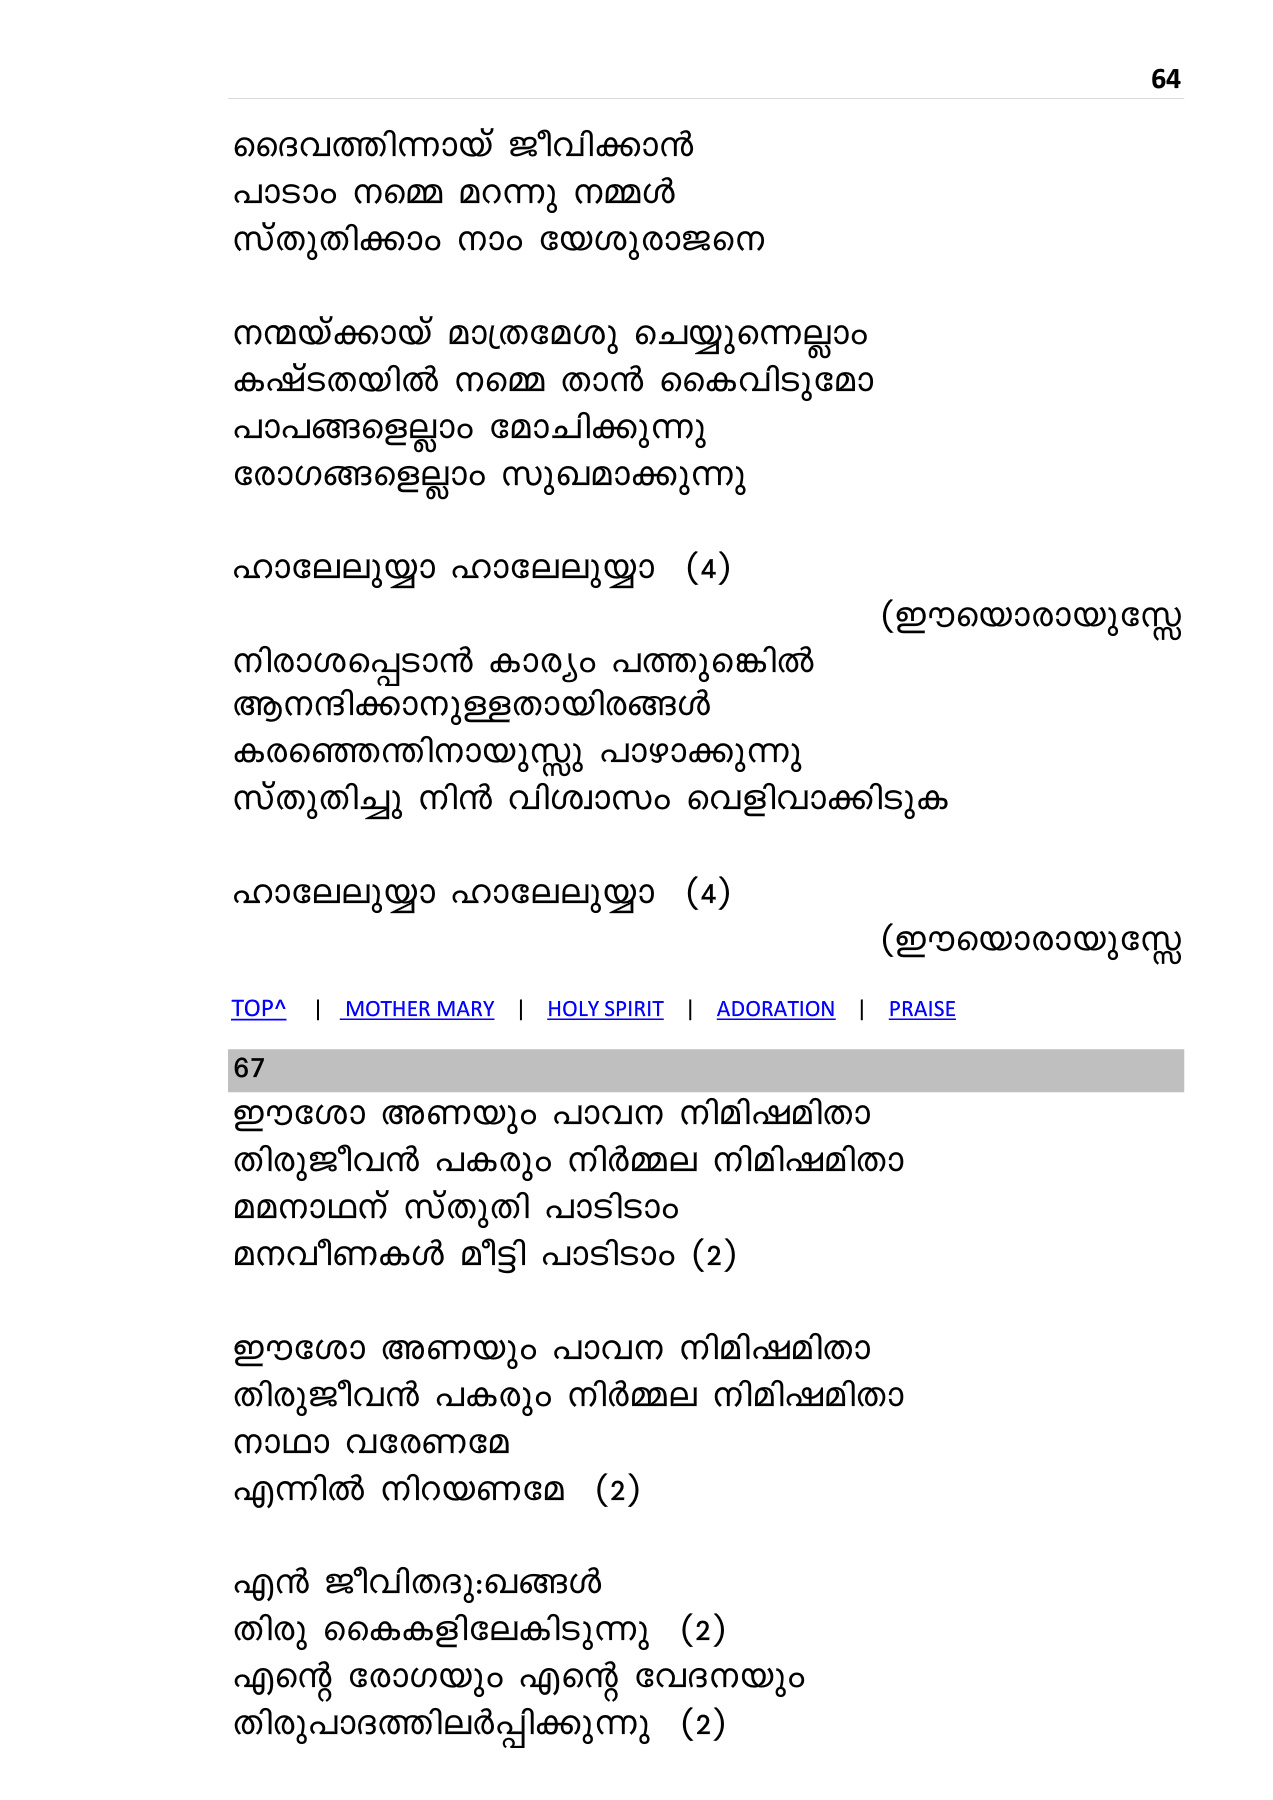 64
ദൈവത്തിന്നായ് ജീവിക്കാൻ
പാടാം നമ്മെ മറന്നു നമ്മൾ
സ്തുതിക്കാം നാം യേശുരാജനെ
നന്മയ്ക്കായ് മാത്രമേശു ചെയ്യുന്നെല്ലാം
കഷ്ടതയിൽ നമ്മെ താൻ കൈവിടുമോ
പാപങ്ങളെല്ലാം മോചിക്കുന്നു
രോഗങ്ങളെല്ലാം സുഖമാക്കുന്നു
ഹാലേലുയ്യാ ഹാലേലുയ്യാ (4)
(ഈയൊരായുസ്സേ
നിരാശപ്പെടാൻ കാര്യം പത്തുങ്കെിൽ
ആനന്ദിക്കാനുള്ളതായിരങ്ങൾ
കരഞ്ഞെന്തിനായുസ്സു പാഴാക്കുന്നു
സ്തുതിച്ചു നിൻ വിശ്വാസം വെളിവാക്കിടുക
ഹാലേലുയ്യാ ഹാലേലുയ്യാ (4)
(ഈയൊരായുസ്സേ
TOP^ | MOTHER MARY | HOLY SPIRIT | ADORATION | PRAISE
67
ഈശോ അണയും പാവന നിമിഷമിതാ
തിരുജീവൻ പകരും നിർമ്മല നിമിഷമിതാ
മമനാഥന് സ്തുതി പാടിടാം
മനവീണകൾ മീട്ടി പാടിടാം (2)
ഈശോ അണയും പാവന നിമിഷമിതാ
തിരുജീവൻ പകരും നിർമ്മല നിമിഷമിതാ
നാഥാ വരേണമേ
എന്നിൽ നിറയണമേ (2)
എൻ ജീവിതദു:ഖങ്ങൾ
തിരു കൈകളിലേകിടുന്നു (2)
എന്റെ രോഗയും എന്റെ വേദനയും
തിരുപാദത്തിലർപ്പിക്കുന്നു (2)